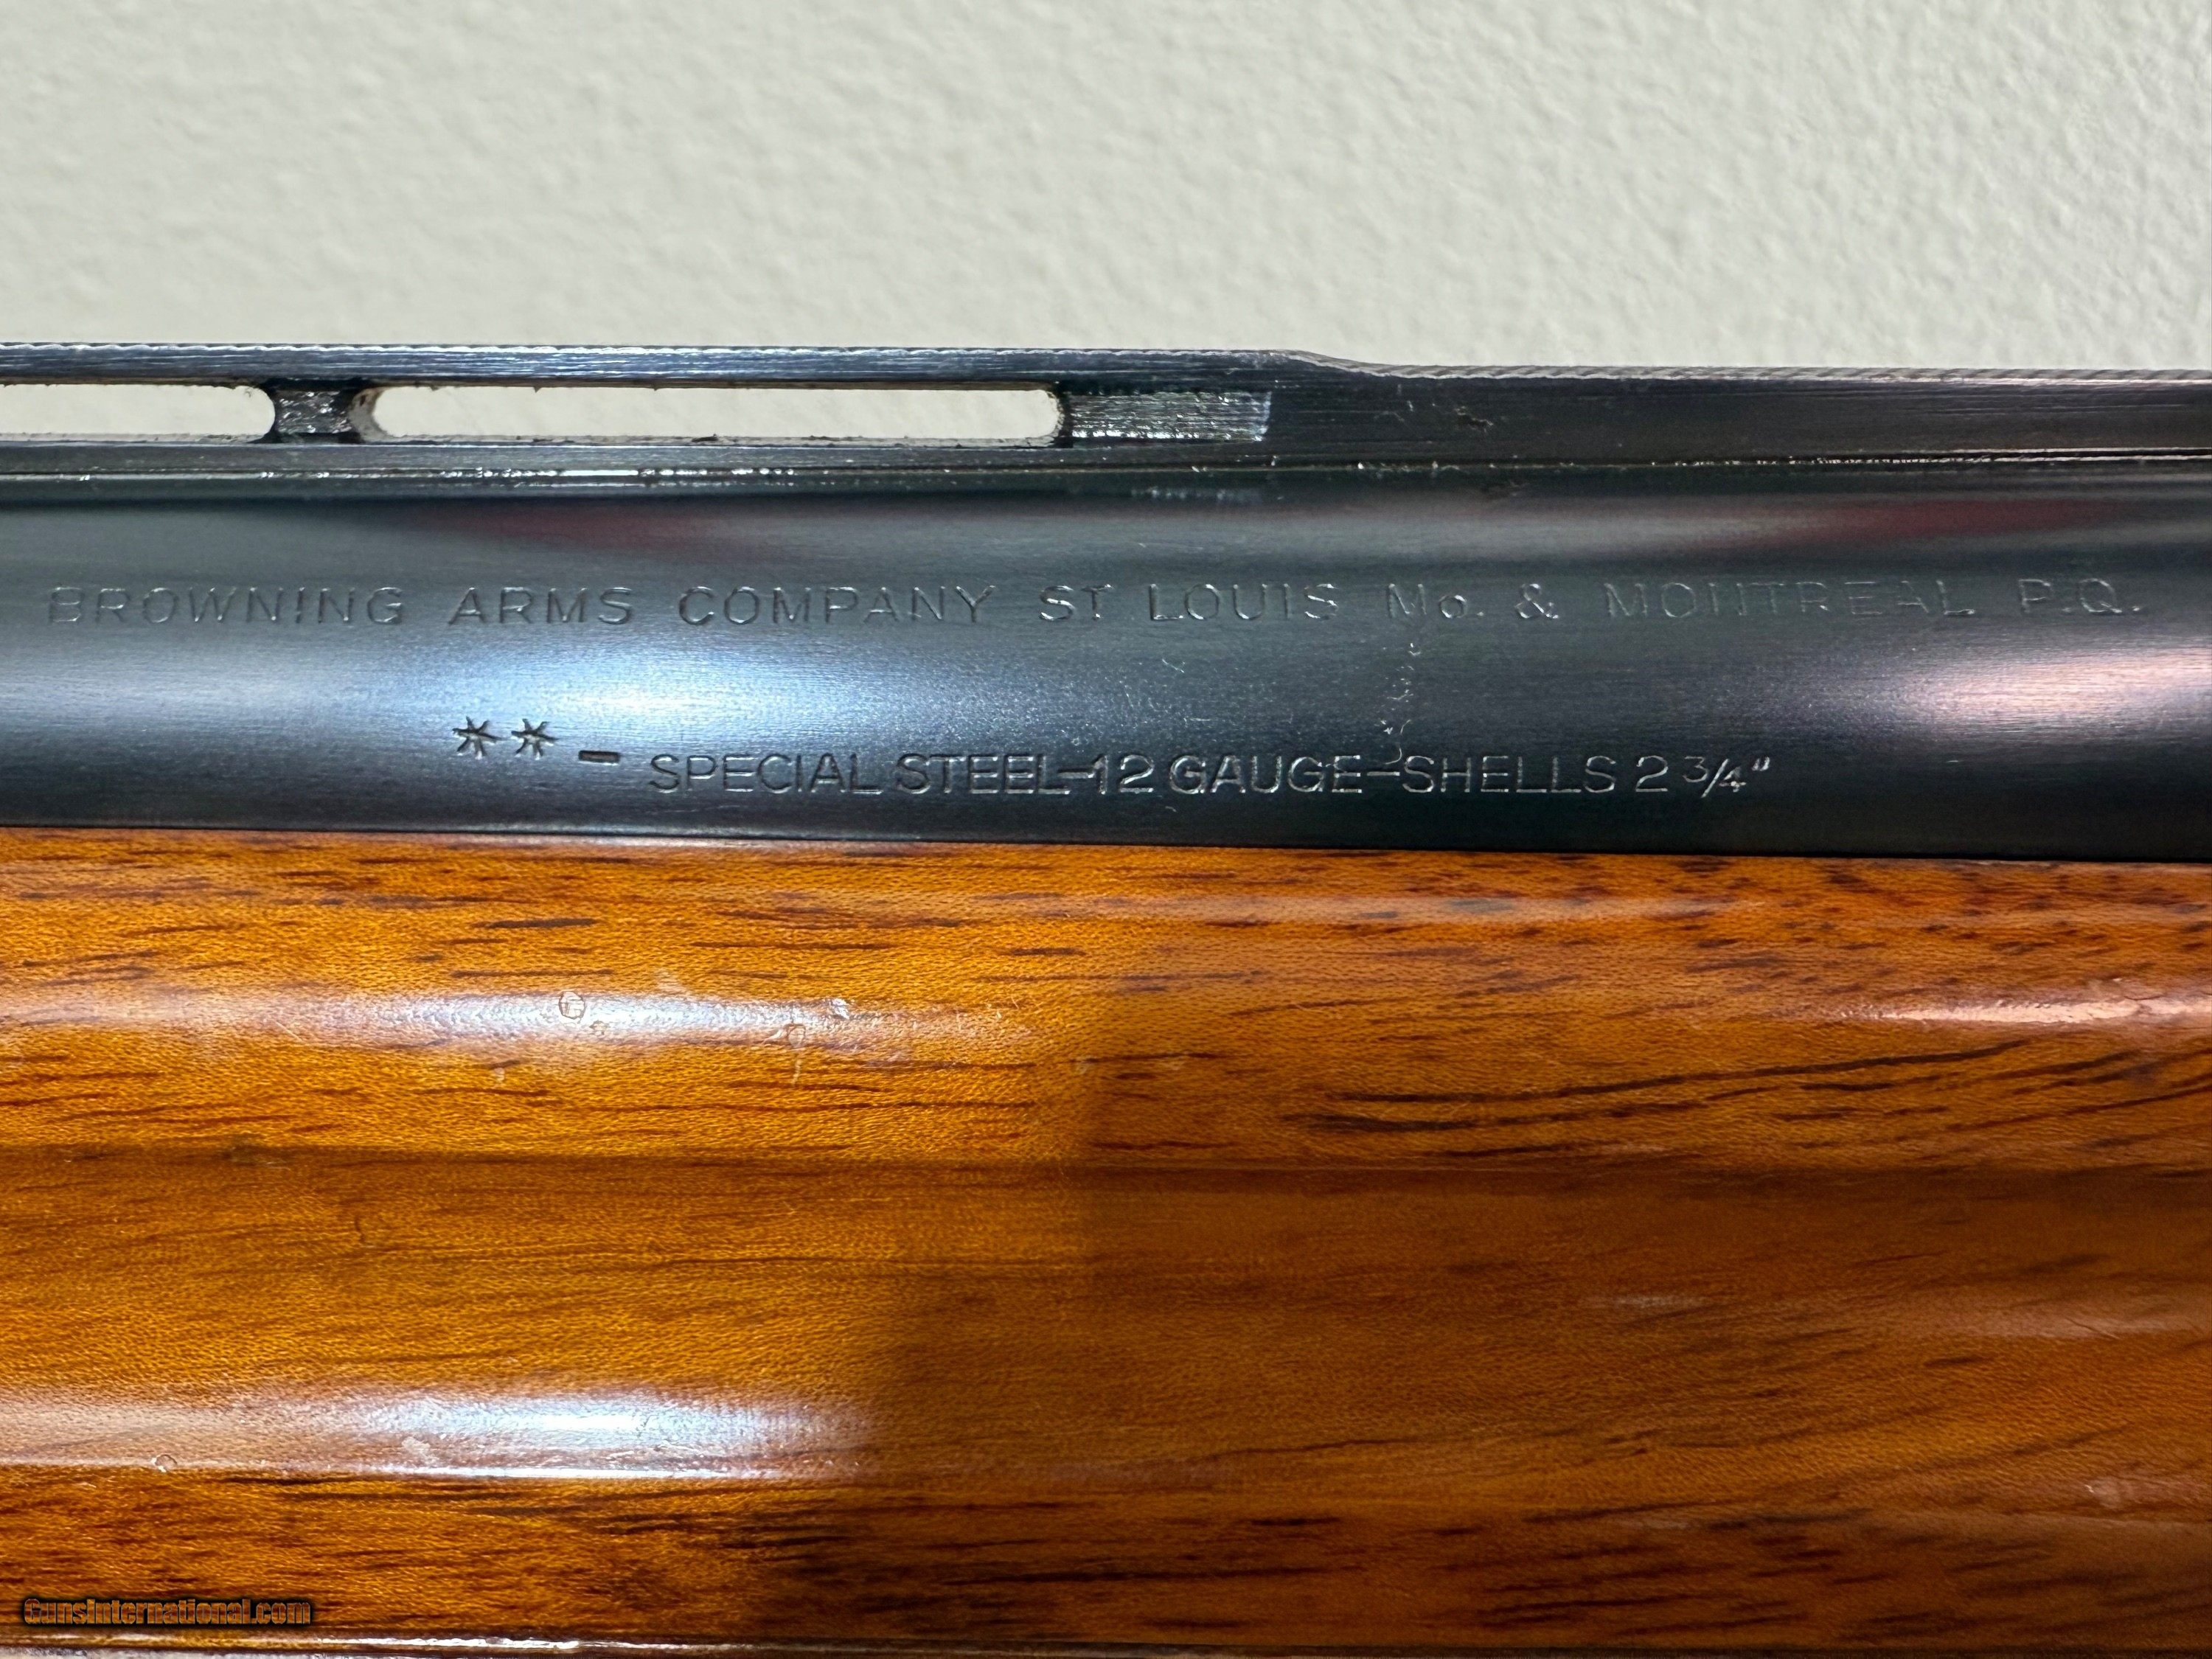 BROWNING ARMS COMPANY ST LOUIS Mo. & MONTREAL P.Q.
**-SPECIAL STEEL-12 GAUGE-SHELLS 2 3/4"
GunsInternational.com